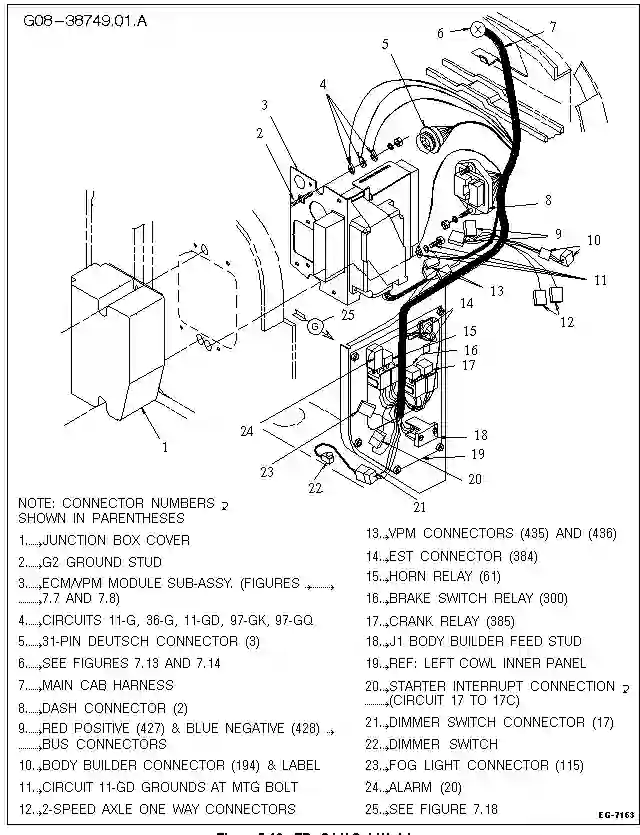 G08-38749.01.A
6
7
5
4
3
2
8
9
10
11
13
12
G
25
14
15
16
17
24
18
1
23
19
22
20
21
NOTE: CONNECTOR NUMBERS
SHOWN IN PARENTHESES
1. JUNCTION BOX COVER
2. G2 GROUND STUD
3. ECM/VPM MODULE SUB-ASSY. (FIGURES
7.7 AND 7.8)
4. CIRCUITS 11-G, 36-G, 11-GD, 97-GK, 97-GQ
5. 31-PIN DEUTSCH CONNECTOR (3)
6. SEE FIGURES 7.13 AND 7.14
7. MAIN CAB HARNESS
8. DASH CONNECTOR (2)
9. RED POSITIVE (427) & BLUE NEGATIVE (428)
BUS CONNECTORS
10. BODY BUILDER CONNECTOR (194) & LABEL
11. CIRCUIT 11-GD GROUNDS AT MTG BOLT
12. 2-SPEED AXLE ONE WAY CONNECTORS
13. VPM CONNECTORS (435) AND (436)
14. EST CONNECTOR (384)
15. HORN RELAY (61)
16. BRAKE SWITCH RELAY (300)
17. CRANK RELAY (385)
18. J1 BODY BUILDER FEED STUD
19. REF: LEFT COWL INNER PANEL
20. STARTER INTERRUPT CONNECTION
(CIRCUIT 17 TO 17C)
21. DIMMER SWITCH CONNECTOR (17)
22. DIMMER SWITCH
23. FOG LIGHT CONNECTOR (115)
24. ALARM (20)
25. SEE FIGURE 7.18
EG-7163